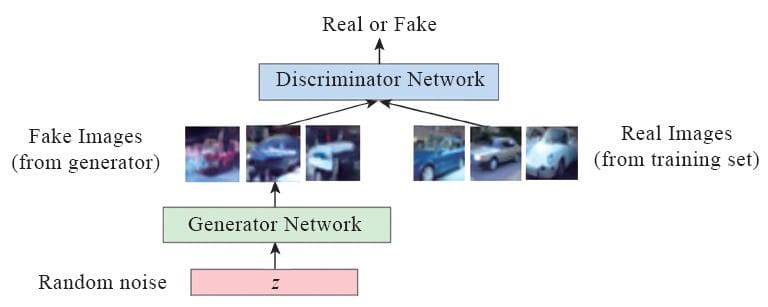 Real or Fake
Discriminator Network
Fake Images
(from generator)
Real Images
(from training set)
Generator Network
Random noise
z